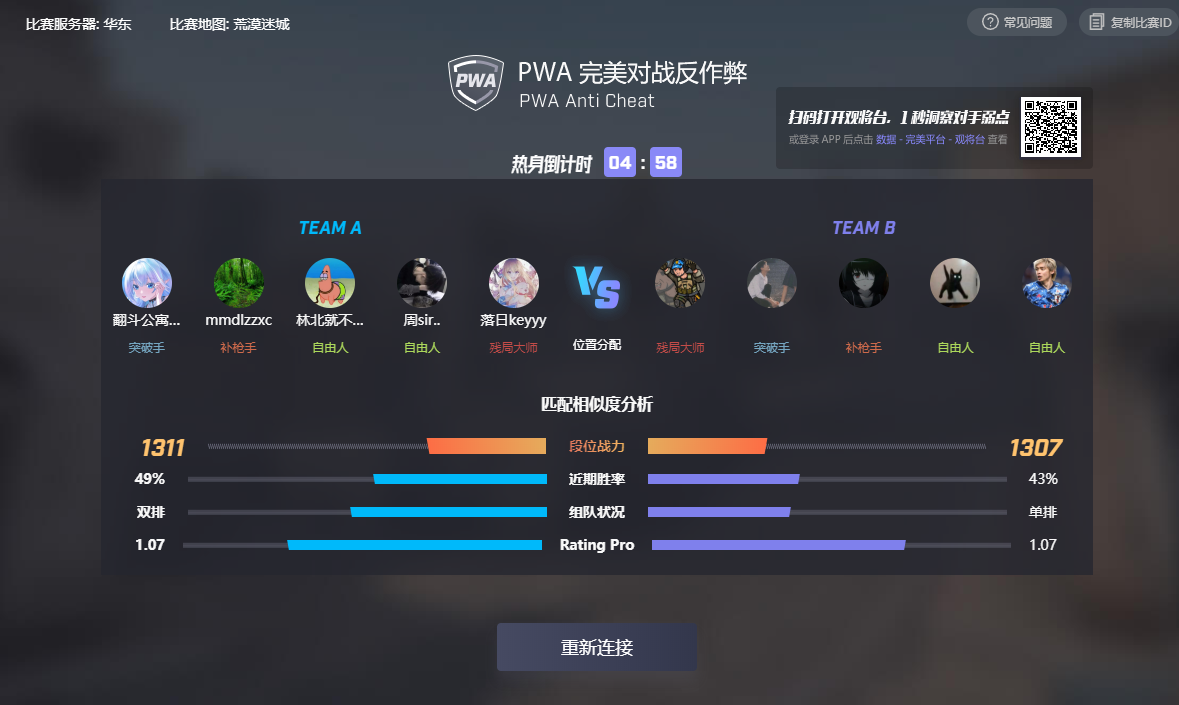 比赛服务器: 华东 比赛地图: 荒漠迷城
常见问题 复制比赛ID
PWA PWA 完美对战反作弊
PWA Anti Cheat
扫码打开观将台，1 秒洞察对手弱点
或登录 APP 后点击 数据 - 完美平台 - 观将台 查看
热身倒计时 04 : 58
TEAM A TEAM B
VS
翻斗公寓... mmdlzzxc 林北就不... 周sir.. 落日keyyy
突破手 补枪手 自由人 自由人 残局大师 位置分配 残局大师 突破手 补枪手 自由人 自由人
匹配相似度分析
1311 段位战力 1307
49% 近期胜率 43%
双排 组队状况 单排
1.07 Rating Pro 1.07
重新连接